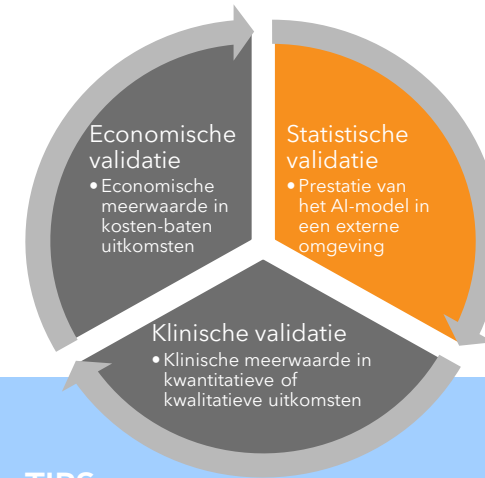 Economische
validatie
• Economische
meerwaarde in
kosten-baten
uitkomsten
Statistische
validatie
• Prestatie van
het AI-model in
een externe
omgeving
Klinische validatie
• Klinische meerwaarde in
kwantitatieve of
kwalitatieve uitkomsten
TIPS